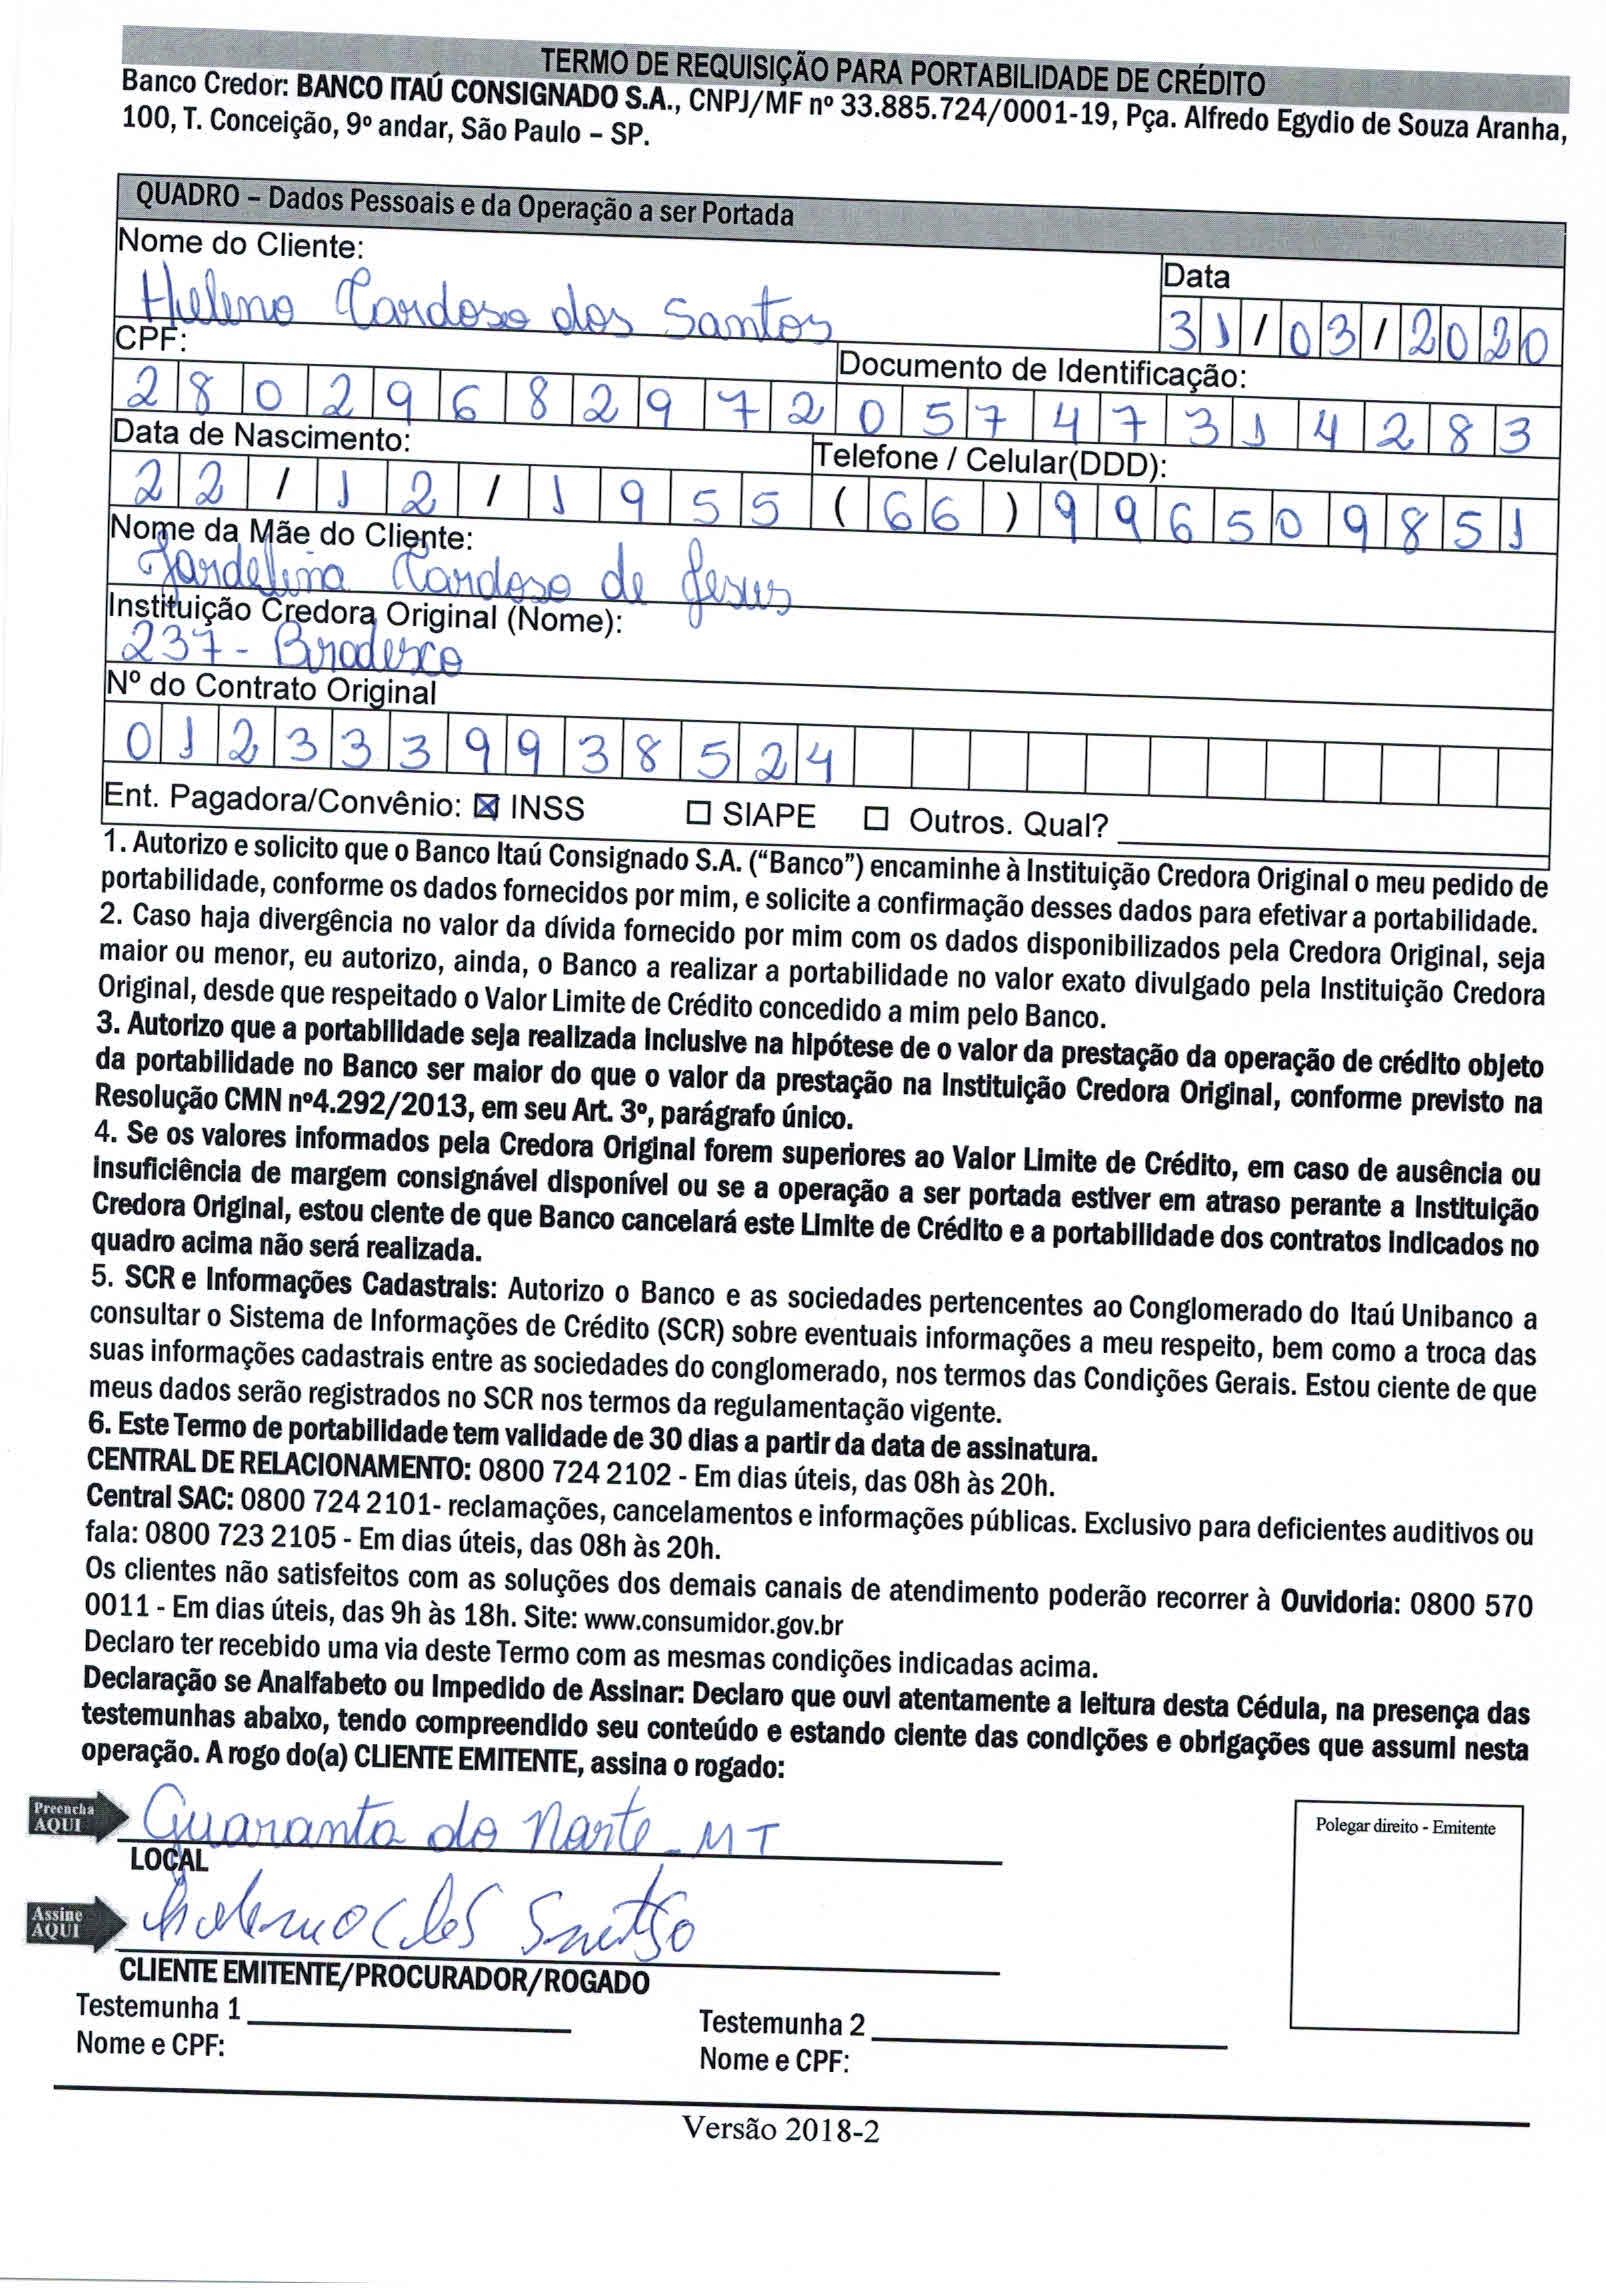 TERMO DE REQUISIÇÃO PARA PORTABILIDADE DE CRÉDITO
Banco Credor: BANCO ITAÚ CONSIGNADO S.A., CNPJ/MF nº 33.885.724/0001-19, Pça. Alfredo Egydio de Souza Aranha,
100, T. Conceição, 9º andar, São Paulo – SP.
QUADRO – Dados Pessoais e da Operação a ser Portada
Nome do Cliente:
Heleno Cardoso dos Santos
Data
31/03/2020
CPF:
28029682972
Documento de Identificação:
05747314283
Data de Nascimento:
22/12/1955
Telefone / Celular(DDD):
(66)996509851
Nome da Mãe do Cliente:
Jardelina Cardoso de Jesus
Instituição Credora Original (Nome):
237- Bradesco
Nº do Contrato Original
0123339938524
Ent. Pagadora/Convênio: ☒ INSS ☐ SIAPE ☐ Outros. Qual?
1. Autorizo e solicito que o Banco Itaú Consignado S.A. (“Banco”) encaminhe à Instituição Credora Original o meu pedido de
portabilidade, conforme os dados fornecidos por mim, e solicite a confirmação desses dados para efetivar a portabilidade.
2. Caso haja divergência no valor da dívida fornecido por mim com os dados disponibilizados pela Credora Original, seja
maior ou menor, eu autorizo, ainda, o Banco a realizar a portabilidade no valor exato divulgado pela Instituição Credora
Original, desde que respeitado o Valor Limite de Crédito concedido a mim pelo Banco.
3. Autorizo que a portabilidade seja realizada inclusive na hipótese de o valor da prestação da operação de crédito objeto
da portabilidade no Banco ser maior do que o valor da prestação na Instituição Credora Original, conforme previsto na
Resolução CMN nº4.292/2013, em seu Art. 3º, parágrafo único.
4. Se os valores informados pela Credora Original forem superiores ao Valor Limite de Crédito, em caso de ausência ou
insuficiência de margem consignável disponível ou se a operação a ser portada estiver em atraso perante a Instituição
Credora Original, estou ciente de que Banco cancelará este Limite de Crédito e a portabilidade dos contratos indicados no
quadro acima não será realizada.
5. SCR e Informações Cadastrais: Autorizo o Banco e as sociedades pertencentes ao Conglomerado do Itaú Unibanco a
consultar o Sistema de Informações de Crédito (SCR) sobre eventuais informações a meu respeito, bem como a troca das
suas informações cadastrais entre as sociedades do conglomerado, nos termos das Condições Gerais. Estou ciente de que
meus dados serão registrados no SCR nos termos da regulamentação vigente.
6. Este Termo de portabilidade tem validade de 30 dias a partir da data de assinatura.
CENTRAL DE RELACIONAMENTO: 0800 724 2102 - Em dias úteis, das 08h às 20h.
Central SAC: 0800 724 2101- reclamações, cancelamentos e informações públicas. Exclusivo para deficientes auditivos ou
fala: 0800 723 2105 - Em dias úteis, das 08h às 20h.
Os clientes não satisfeitos com as soluções dos demais canais de atendimento poderão recorrer à Ouvidoria: 0800 570
0011 - Em dias úteis, das 9h às 18h. Site: www.consumidor.gov.br
Declaro ter recebido uma via deste Termo com as mesmas condições indicadas acima.
Declaração se Analfabeto ou Impedido de Assinar: Declaro que ouvi atentamente a leitura desta Cédula, na presença das
testemunhas abaixo, tendo compreendido seu conteúdo e estando ciente das condições e obrigações que assumi nesta
operação. A rogo do(a) CLIENTE EMITENTE, assina o rogado:
Preencha
AQUI
Guaranta do Norte - MT
LOCAL
Polegar direito - Emitente
Assine
AQUI
Heleno C dos Santos
CLIENTE EMITENTE/PROCURADOR/ROGADO
Testemunha 1
Testemunha 2
Nome e CPF:
Nome e CPF:
Versão 2018-2